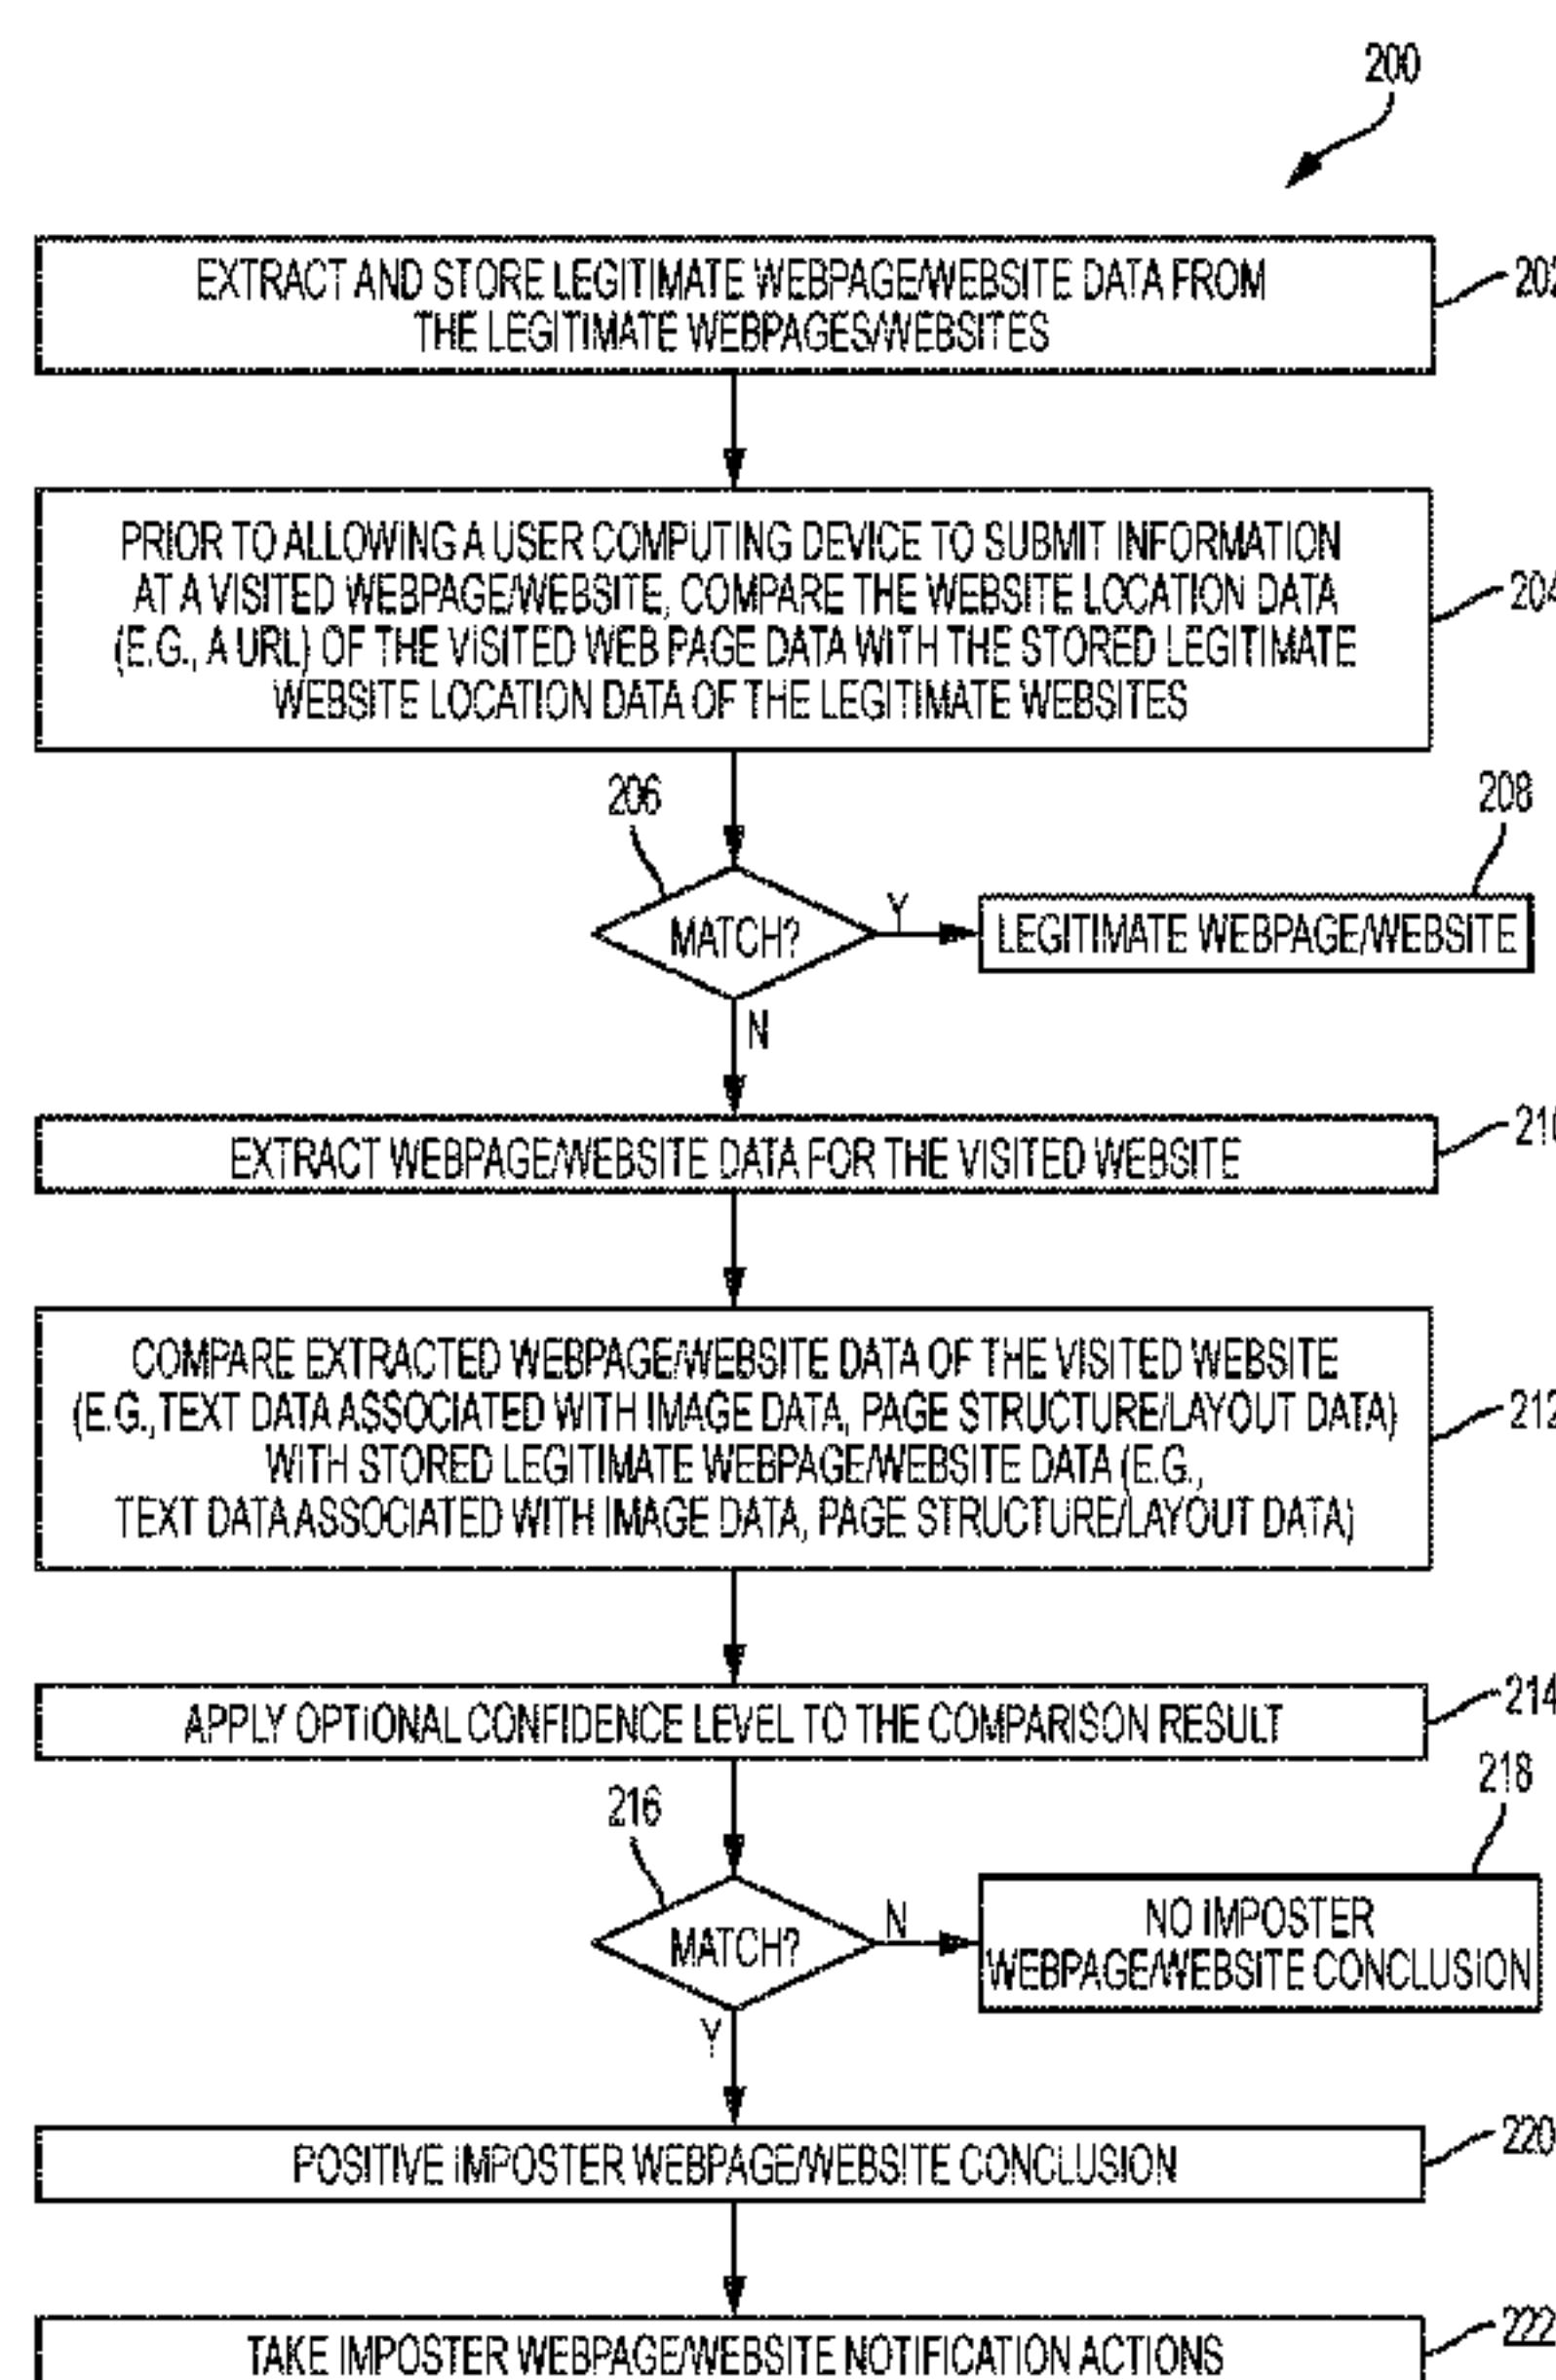 200
EXTRACT AND STORE LEGITIMATE WEBPAGE/WEBSITE DATA FROM
THE LEGITIMATE WEBPAGES/WEBSITES
202
PRIOR TO ALLOWING A USER COMPUTING DEVICE TO SUBMIT INFORMATION
AT A VISITED WEBPAGE/WEBSITE, COMPARE THE WEBSITE LOCATION DATA
(E.G., A URL) OF THE VISITED WEB PAGE DATA WITH THE STORED LEGITIMATE
WEBSITE LOCATION DATA OF THE LEGITIMATE WEBSITES
204
206
208
MATCH?
Y
LEGITIMATE WEBPAGE/WEBSITE
N
EXTRACT WEBPAGE/WEBSITE DATA FOR THE VISITED WEBSITE
210
COMPARE EXTRACTED WEBPAGE/WEBSITE DATA OF THE VISITED WEBSITE
(E.G., TEXT DATA ASSOCIATED WITH IMAGE DATA, PAGE STRUCTURE/LAYOUT DATA)
WITH STORED LEGITIMATE WEBPAGE/WEBSITE DATA (E.G.,
TEXT DATA ASSOCIATED WITH IMAGE DATA, PAGE STRUCTURE/LAYOUT DATA)
212
APPLY OPTIONAL CONFIDENCE LEVEL TO THE COMPARISON RESULT
214
216
218
MATCH?
N
NO IMPOSTER
WEBPAGE/WEBSITE CONCLUSION
Y
POSITIVE IMPOSTER WEBPAGE/WEBSITE CONCLUSION
220
TAKE IMPOSTER WEBPAGE/WEBSITE NOTIFICATION ACTIONS
222